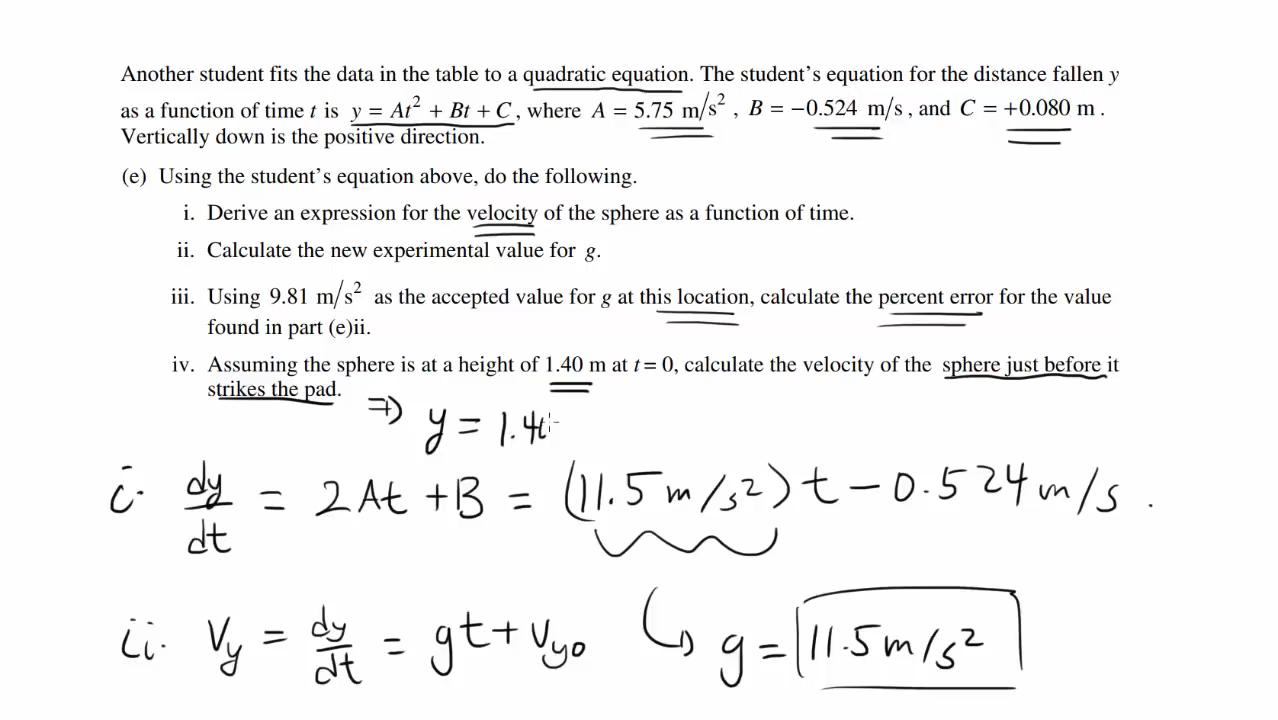 Another student fits the data in the table to a quadratic equation. The student's equation for the distance fallen y
as a function of time t is y = At² + Bt + C, where A = 5.75 m/s², B = −0.524 m/s, and C = +0.080 m.
Vertically down is the positive direction.
(e) Using the student's equation above, do the following.
i. Derive an expression for the velocity of the sphere as a function of time.
ii. Calculate the new experimental value for g.
iii. Using 9.81 m/s² as the accepted value for g at this location, calculate the percent error for the value
found in part (e)ii.
iv. Assuming the sphere is at a height of 1.40 m at t = 0, calculate the velocity of the sphere just before it
strikes the pad.
⇒ y = 1.40
i. dy/dt = 2At + B = (11.5 m/s²) t − 0.524 m/s.
ii. Vy = dy/dt = gt + Vy0 ↳ g = 11.5 m/s²